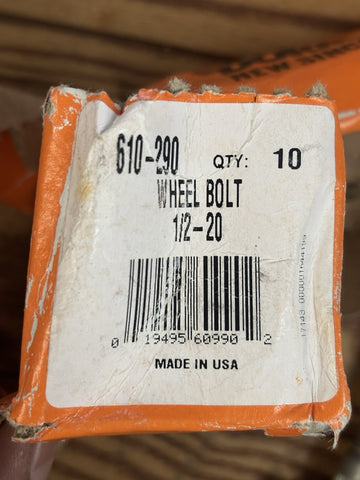 610-290 QTY: 10
WHEEL BOLT
1/2-20
0 19495 60990 2
MADE IN USA